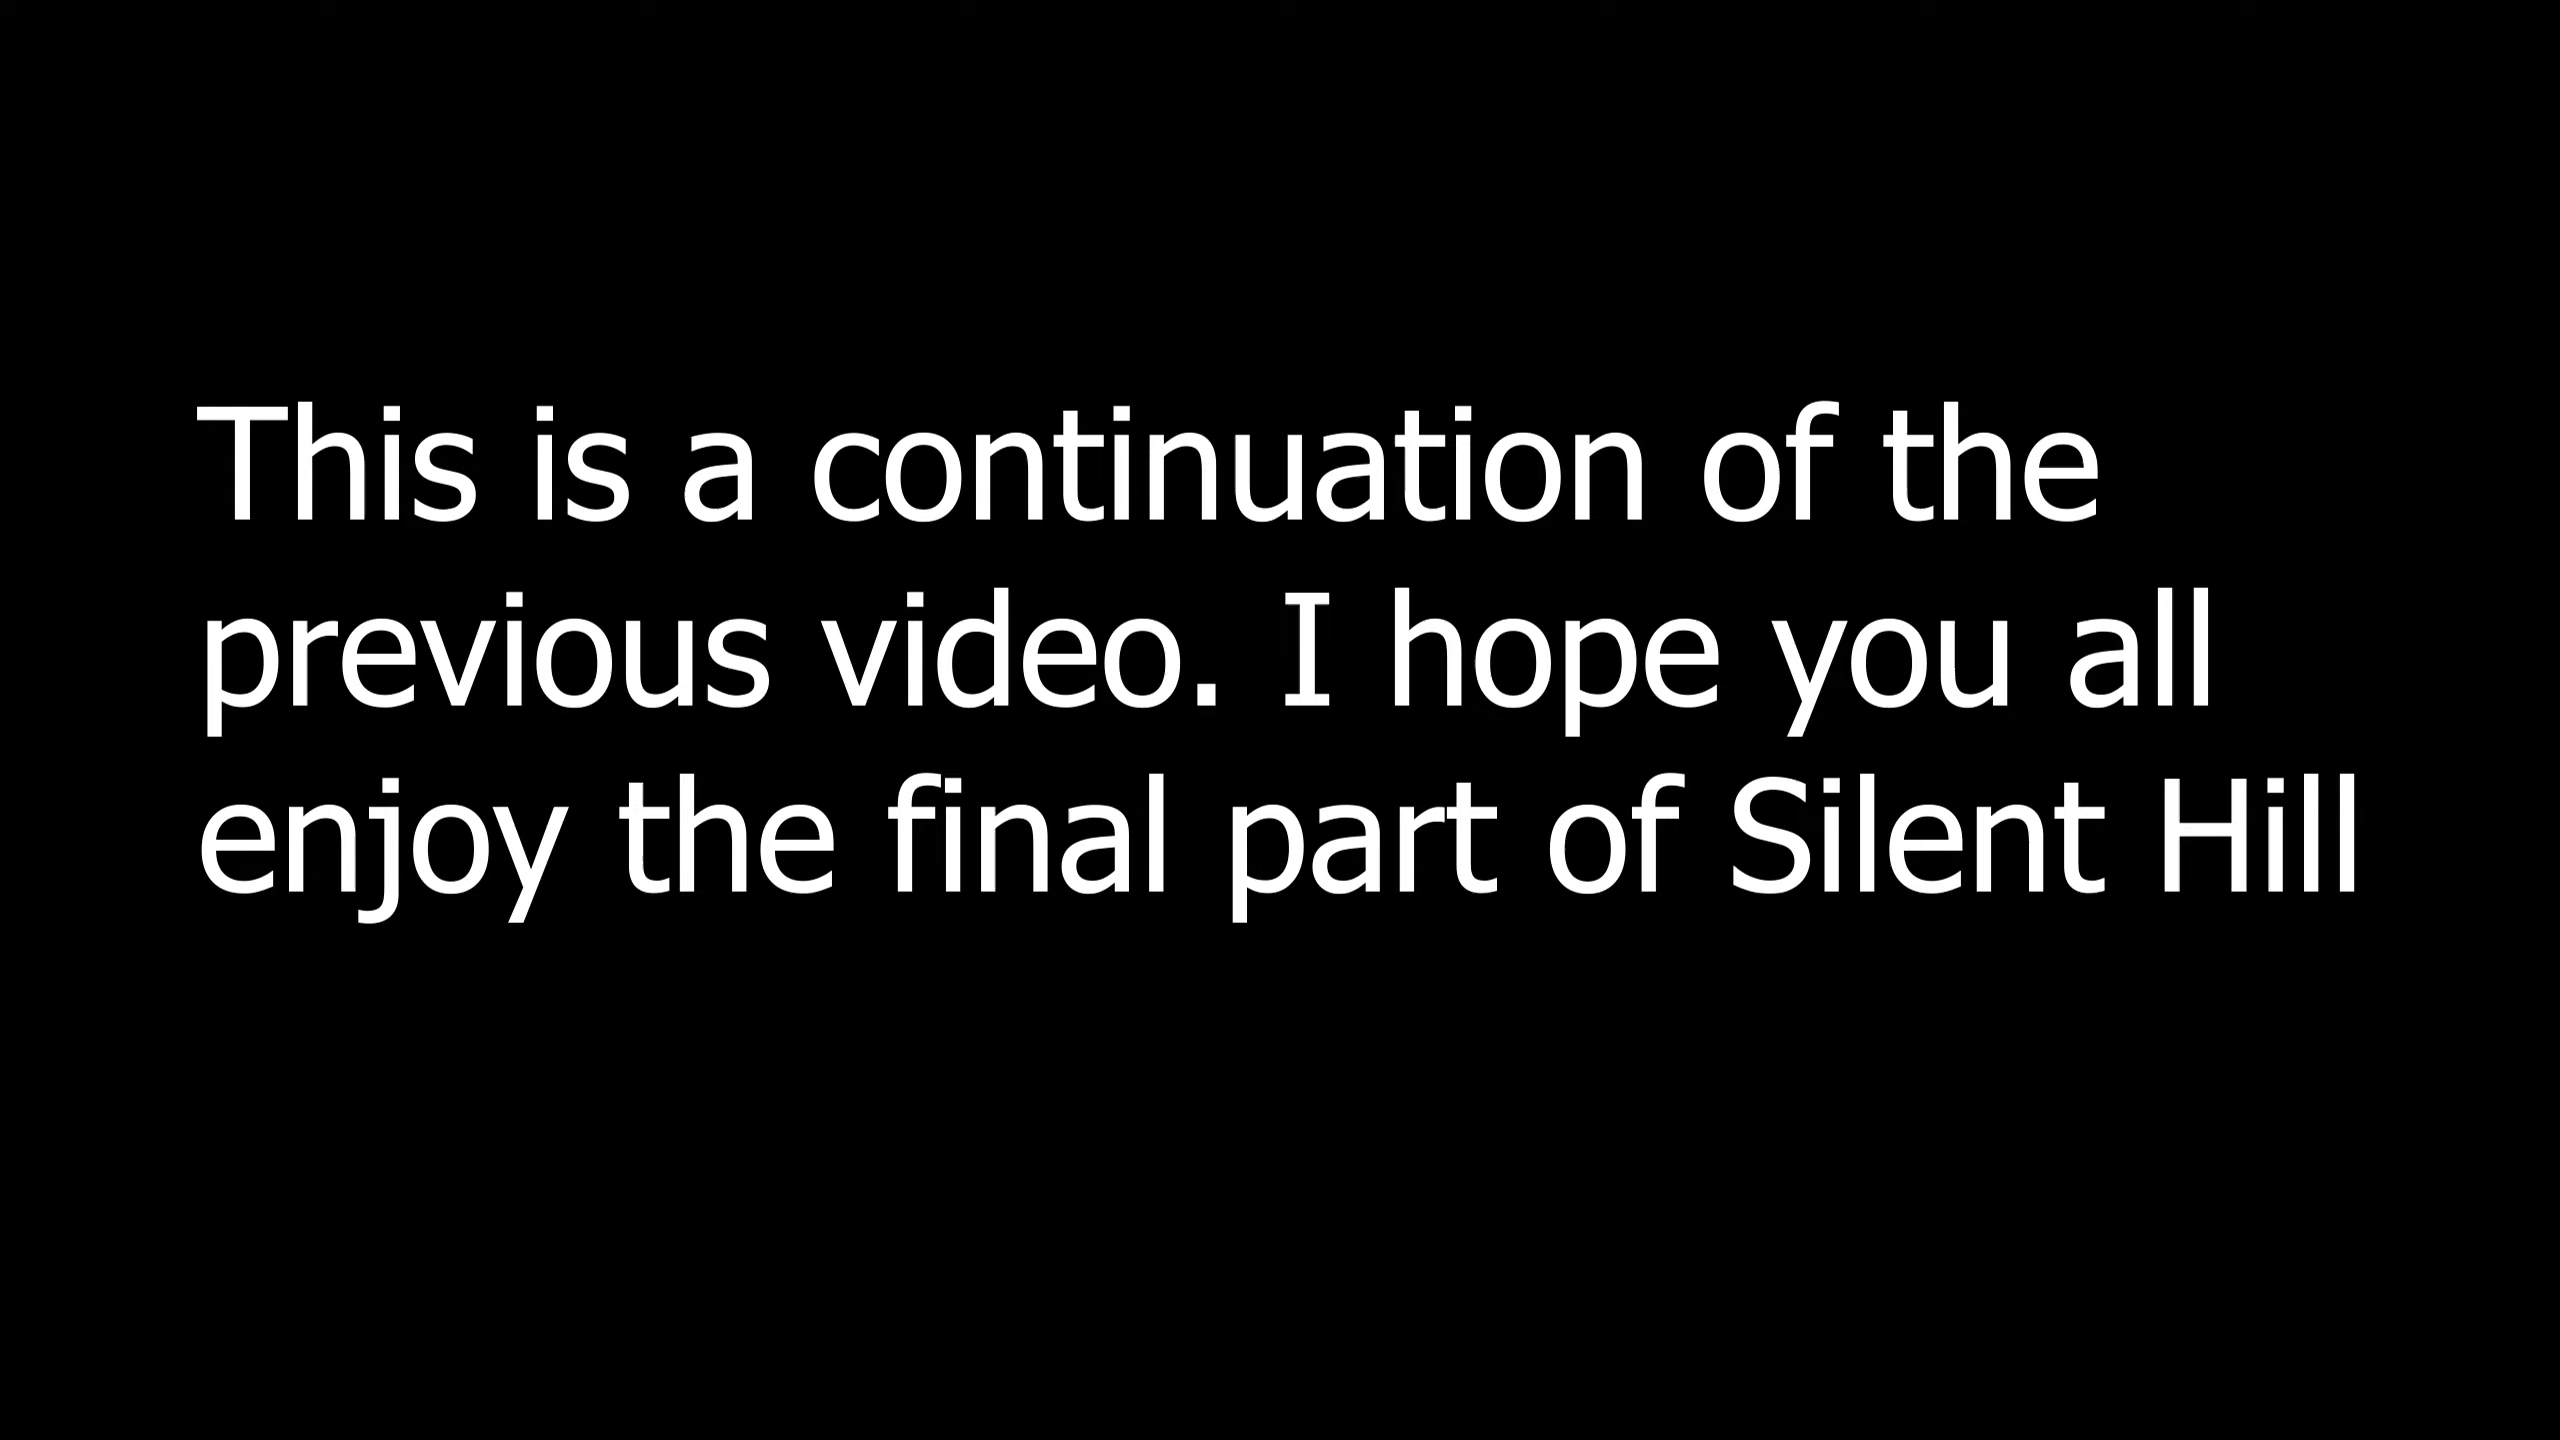 This is a continuation of the
previous video. I hope you all
enjoy the final part of Silent Hill